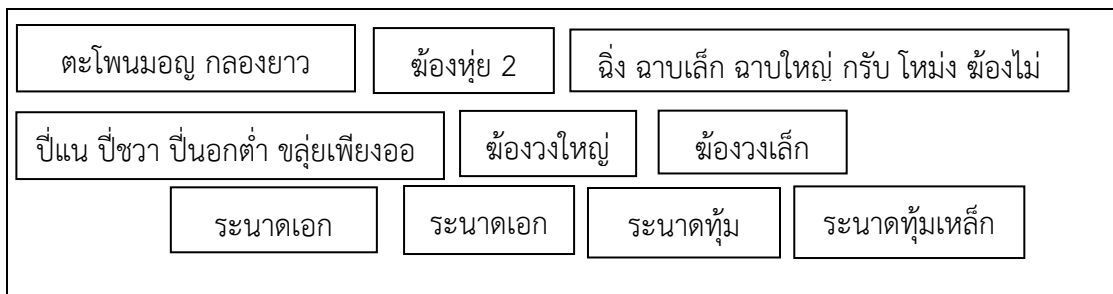 ตะโพนมอญ กลองยาว ฆ้องหุ่ย 2 ฉิ่ง ฉาบเล็ก ฉาบใหญ่ กรับ โหม่ง ฆ้องไม่
ปี่แน ปี่ชวา ปี่นอกต่ำ ขลุ่ยเพียงออ ฆ้องวงใหญ่ ฆ้องวงเล็ก
ระนาดเอก ระนาดเอก ระนาดทุ้ม ระนาดทุ้มเหล็ก